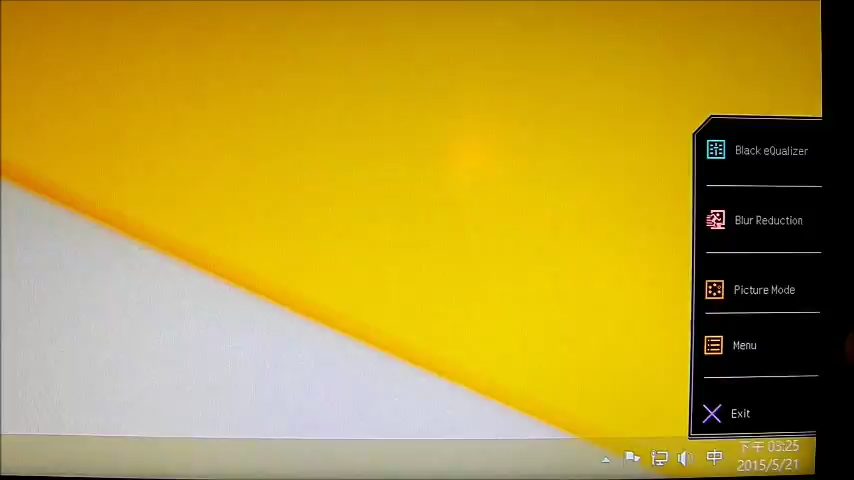 Black eQualizer
Blur Reduction
Picture Mode
Menu
Exit
中
下午 03:25
2015/5/21